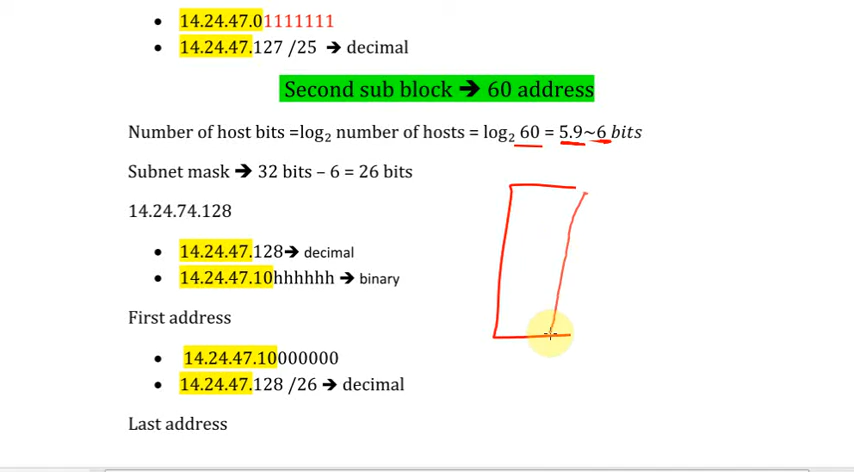 • 14.24.47.01111111
• 14.24.47.127 /25 ➔ decimal
Second sub block ➔ 60 address
Number of host bits =log₂ number of hosts = log₂ 60 = 5.9~6 bits
Subnet mask ➔ 32 bits – 6 = 26 bits
14.24.74.128
• 14.24.47.128➔ decimal
• 14.24.47.10hhhhhh ➔ binary
First address
• 14.24.47.10000000
• 14.24.47.128 /26 ➔ decimal
Last address